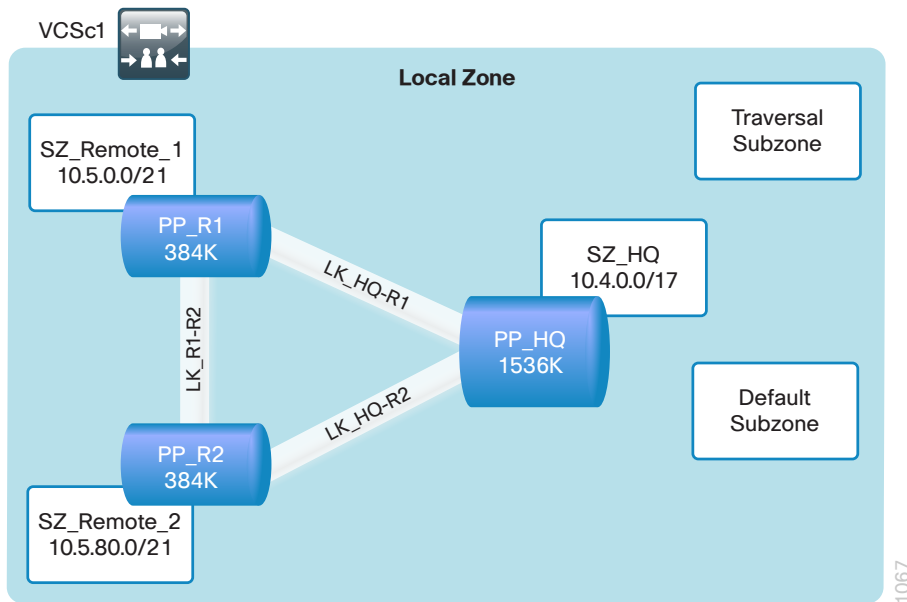 VCSc1
Local Zone
SZ_Remote_1
10.5.0.0/21
PP_R1
384K
Traversal
Subzone
SZ_HQ
10.4.0.0/17
LK_HQ-R1
LK_R1-R2
PP_HQ
1536K
LK_HQ-R2
Default
Subzone
PP_R2
384K
SZ_Remote_2
10.5.80.0/21
1067